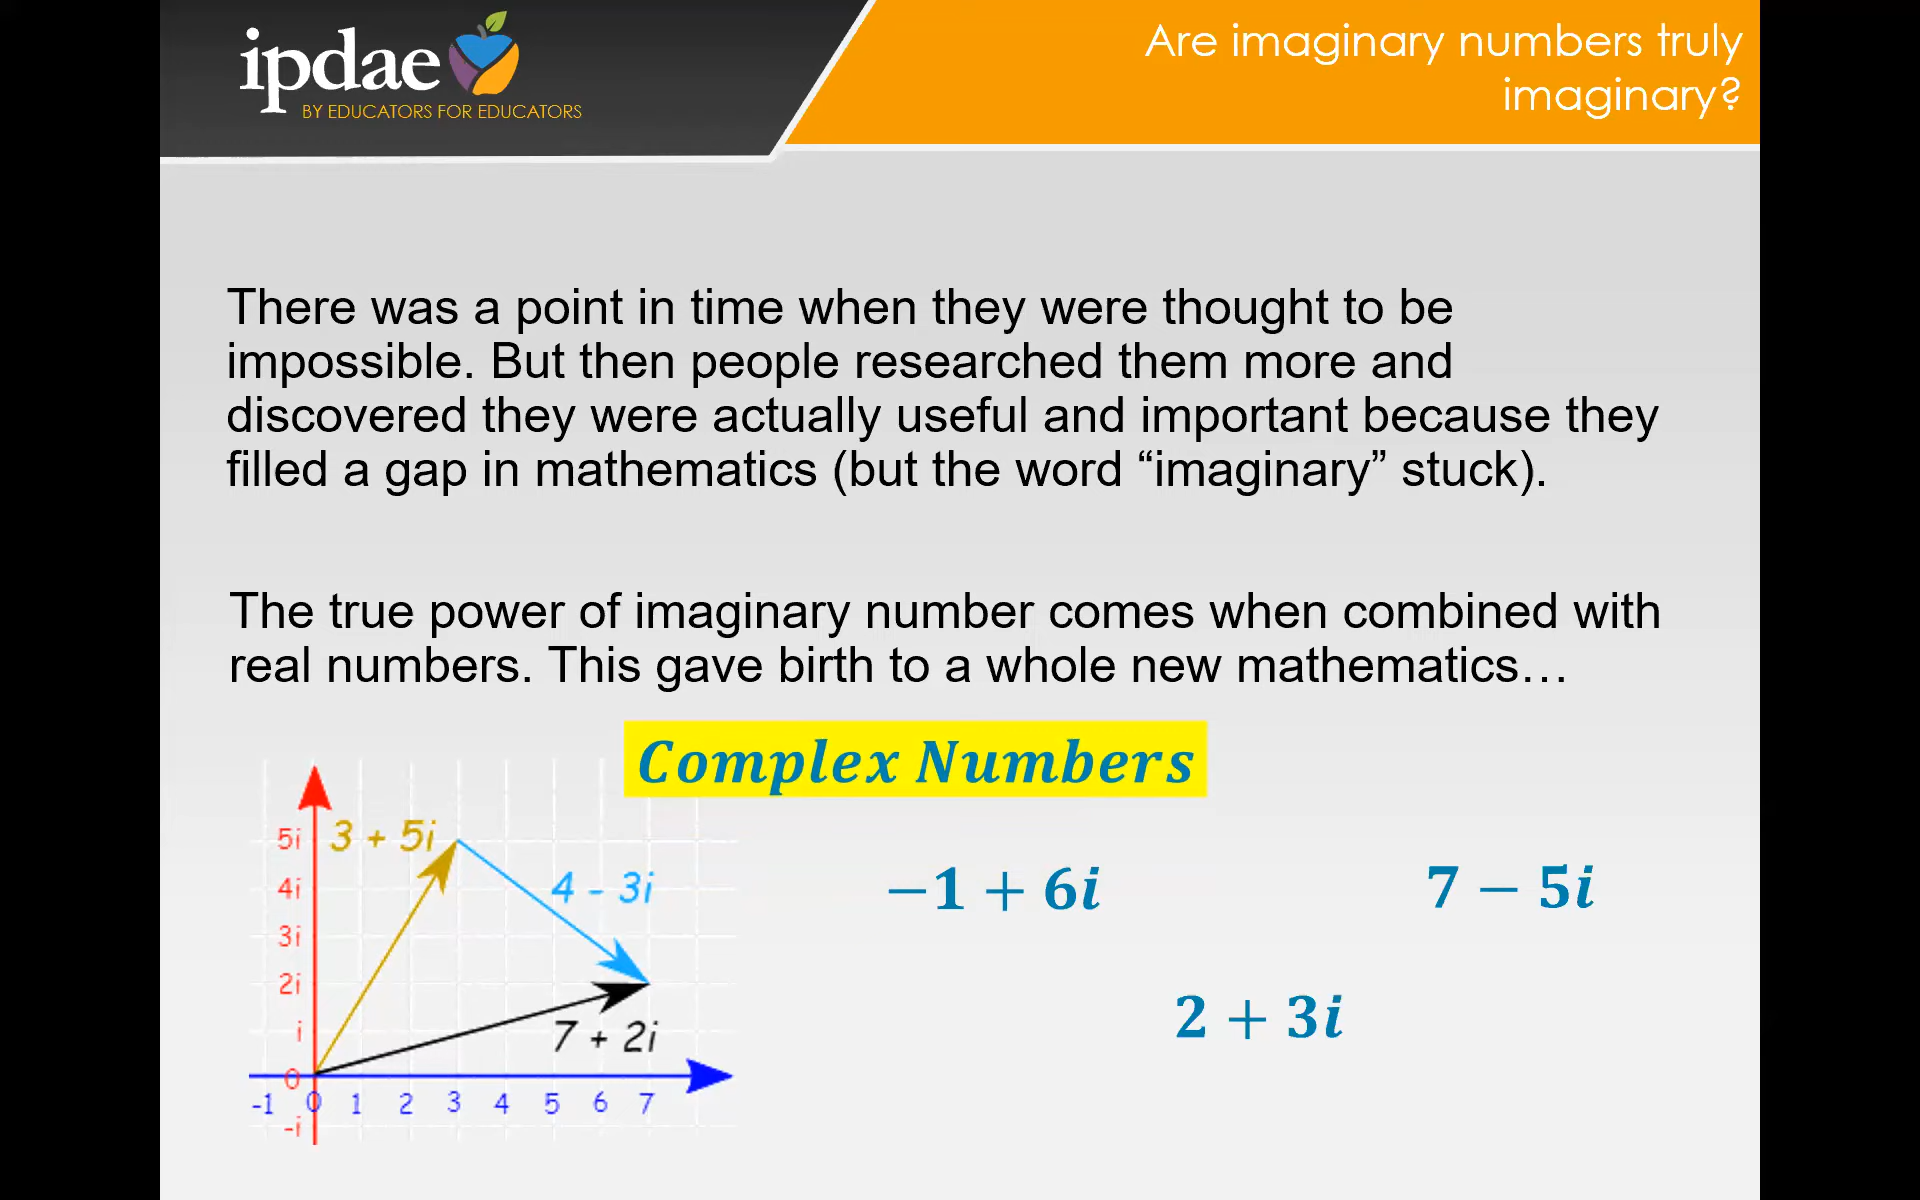 ipdae
BY EDUCATORS FOR EDUCATORS
Are imaginary numbers truly
imaginary?
There was a point in time when they were thought to be
impossible. But then people researched them more and
discovered they were actually useful and important because they
filled a gap in mathematics (but the word “imaginary” stuck).
The true power of imaginary number comes when combined with
real numbers. This gave birth to a whole new mathematics…
Complex Numbers
5i
4i
3i
2i
i
0
-i
3 + 5i
4 - 3i
7 + 2i
-1 0 1 2 3 4 5 6 7
−1 + 6i
7 − 5i
2 + 3i